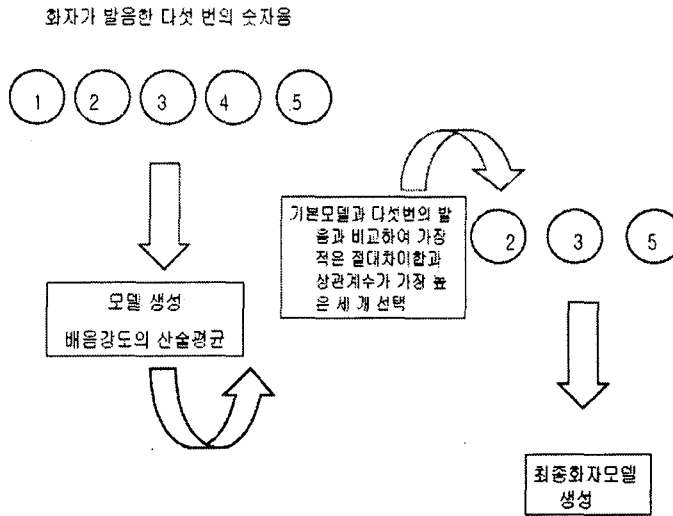 화자가 발음한 다섯 번의 숫자음
1 2 3 4 5
모델 생성
배음강도의 산술평균
기본모델과 다섯번의 발
음과 비교하여 가장
적은 절대차이합과
상관계수가 가장 높
은 세 개 선택
2 3 5
최종화자모델
생성